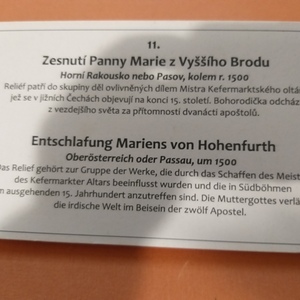 11.
Zesnutí Panny Marie z Vyššího Brodu
Horní Rakousko nebo Pasov, kolem r. 1500
Reliéf patří do skupiny děl ovlivněných dílem Mistra Kefermarktského oltá
jež se v jižních Čechách objevují na konci 15. století. Bohorodička odcház
z vezdejšího světa za přítomnosti dvanácti apoštolů.
Entschlafung Mariens von Hohenfurth
Oberösterreich oder Passau, um 1500
Das Relief gehört zur Gruppe der Werke, die durch das Schaffen des Meist
des Kefermarkter Altars beeinflusst wurden und die in Südböhmen
m ausgehenden 15. Jahrhundert anzutreffen sind. Die Muttergottes verlä
die irdische Welt im Beisein der zwölf Apostel.